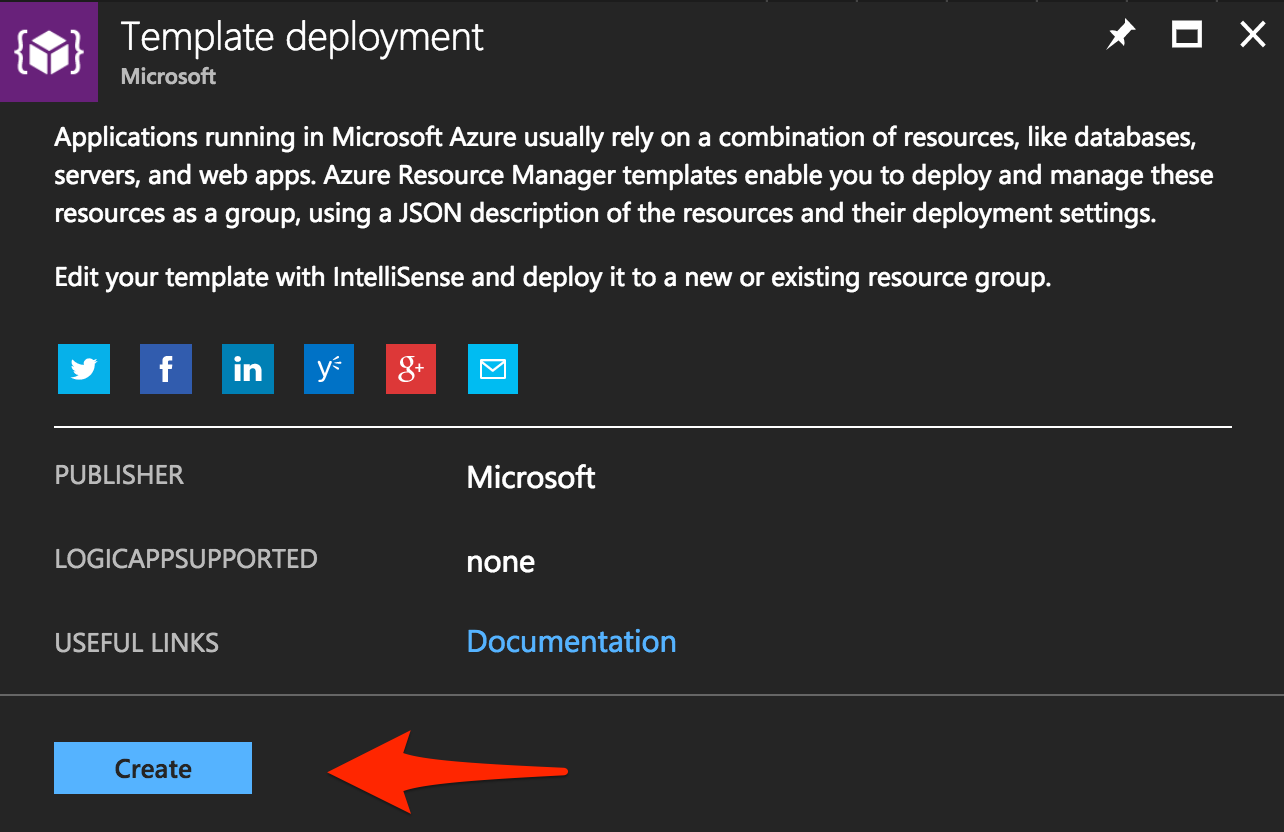 Template deployment
Microsoft
Applications running in Microsoft Azure usually rely on a combination of resources, like databases,
servers, and web apps. Azure Resource Manager templates enable you to deploy and manage these
resources as a group, using a JSON description of the resources and their deployment settings.
Edit your template with IntelliSense and deploy it to a new or existing resource group.
f in y g+
PUBLISHER Microsoft
LOGICAPPSUPPORTED none
USEFUL LINKS Documentation
Create